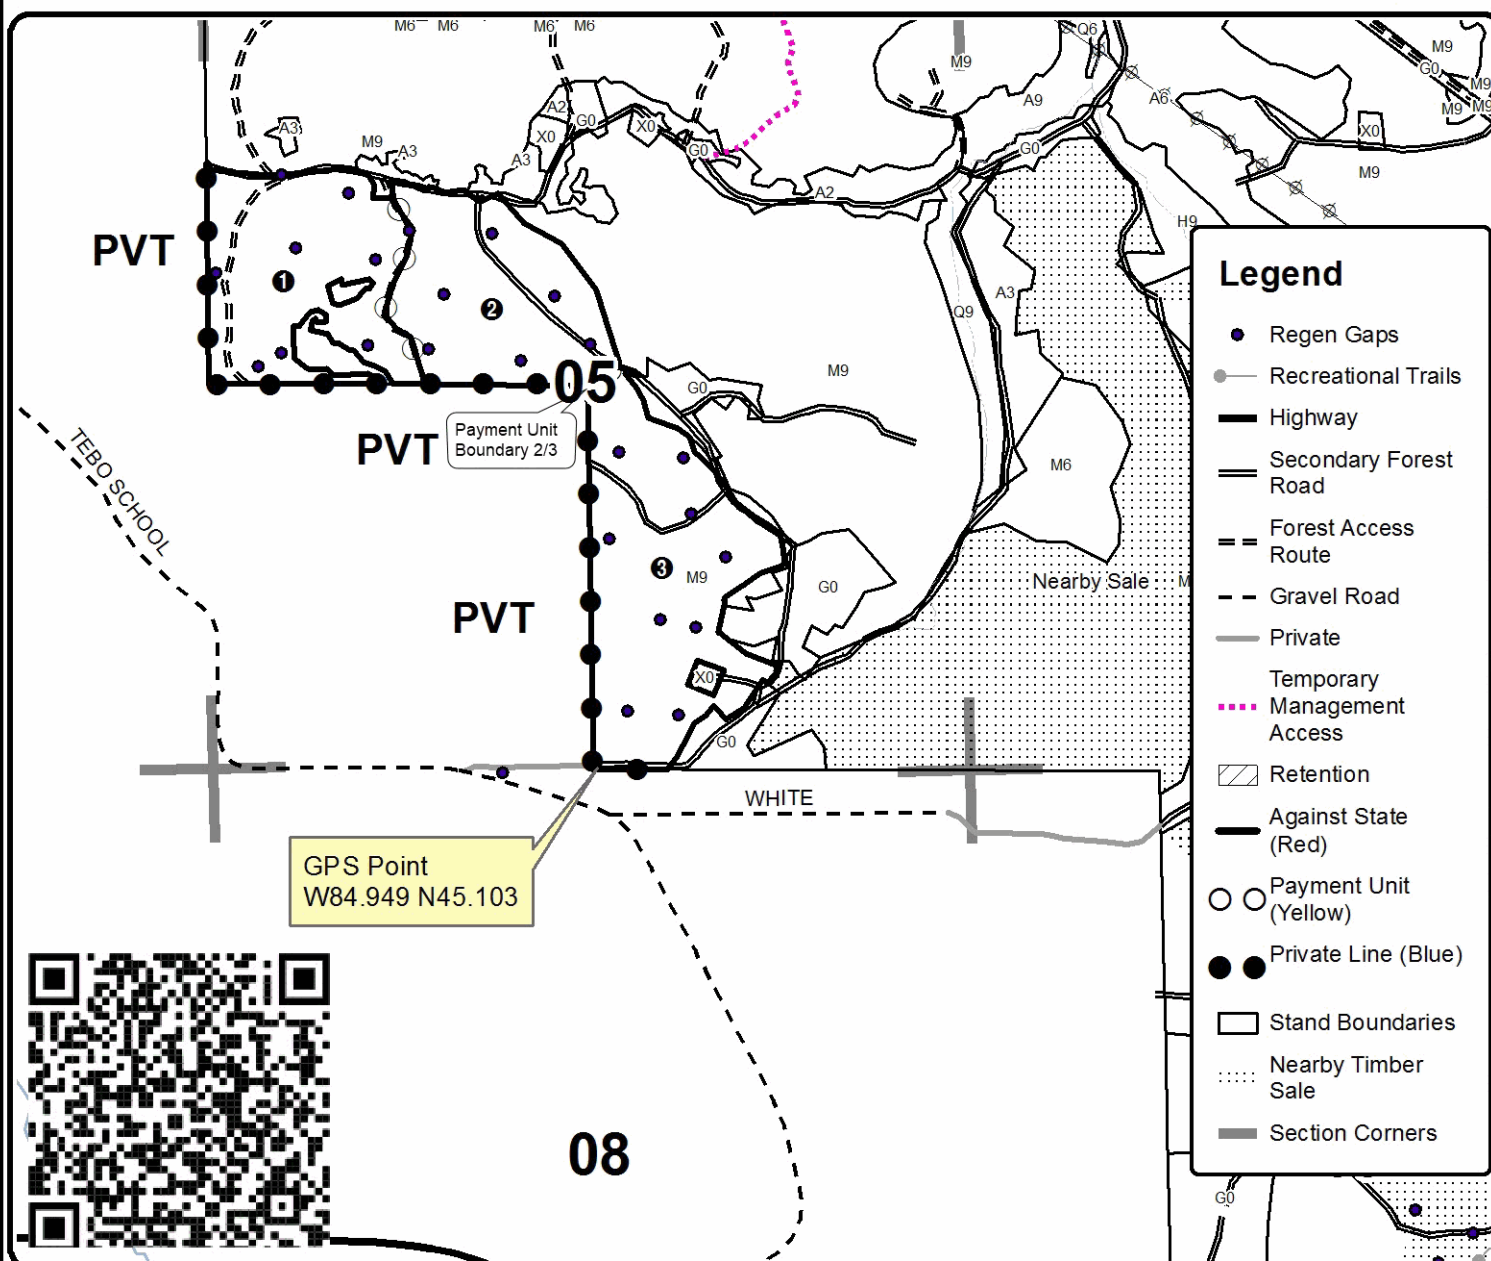 M6 M6 M6 M6
Q6
M9
M9
G0
M9
M9 M9
A9
A6
A2
G0
X0
X0
A3
M9
A3
A3
G0
G0
X0
M9
A2
H9
PVT
1
2
A3
Q9
M9
05
G0
Payment Unit
Boundary 2/3
PVT
TEBO SCHOOL
M6
3
M9
G0
Nearby Sale
M
PVT
X0
G0
WHITE
GPS Point
W84.949 N45.103
08
G0
Legend
Regen Gaps
Recreational Trails
Highway
Secondary Forest
Road
Forest Access
Route
Gravel Road
Private
Temporary
Management
Access
Retention
Against State
(Red)
Payment Unit
(Yellow)
Private Line (Blue)
Stand Boundaries
Nearby Timber
Sale
Section Corners